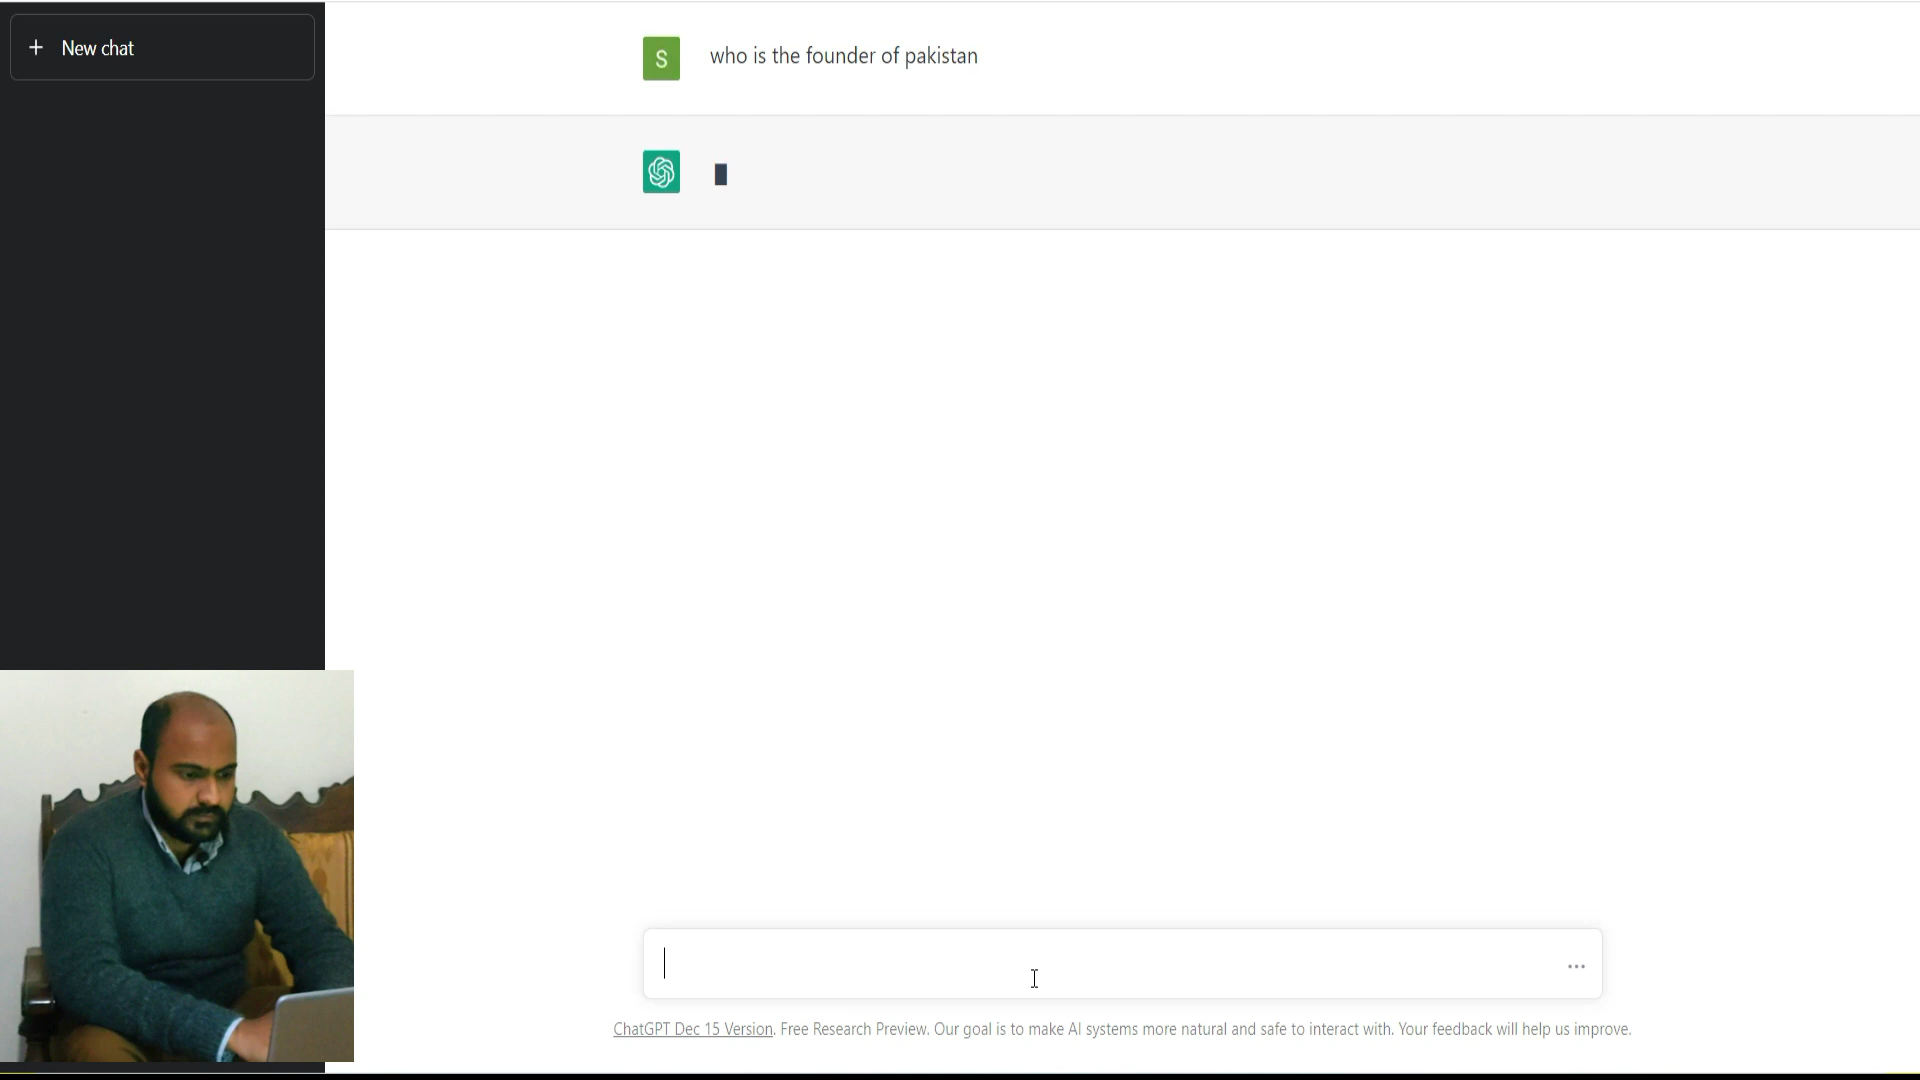 New chat
S
who is the founder of pakistan
ChatGPT Dec 15 Version. Free Research Preview. Our goal is to make AI systems more natural and safe to interact with. Your feedback will help us improve.